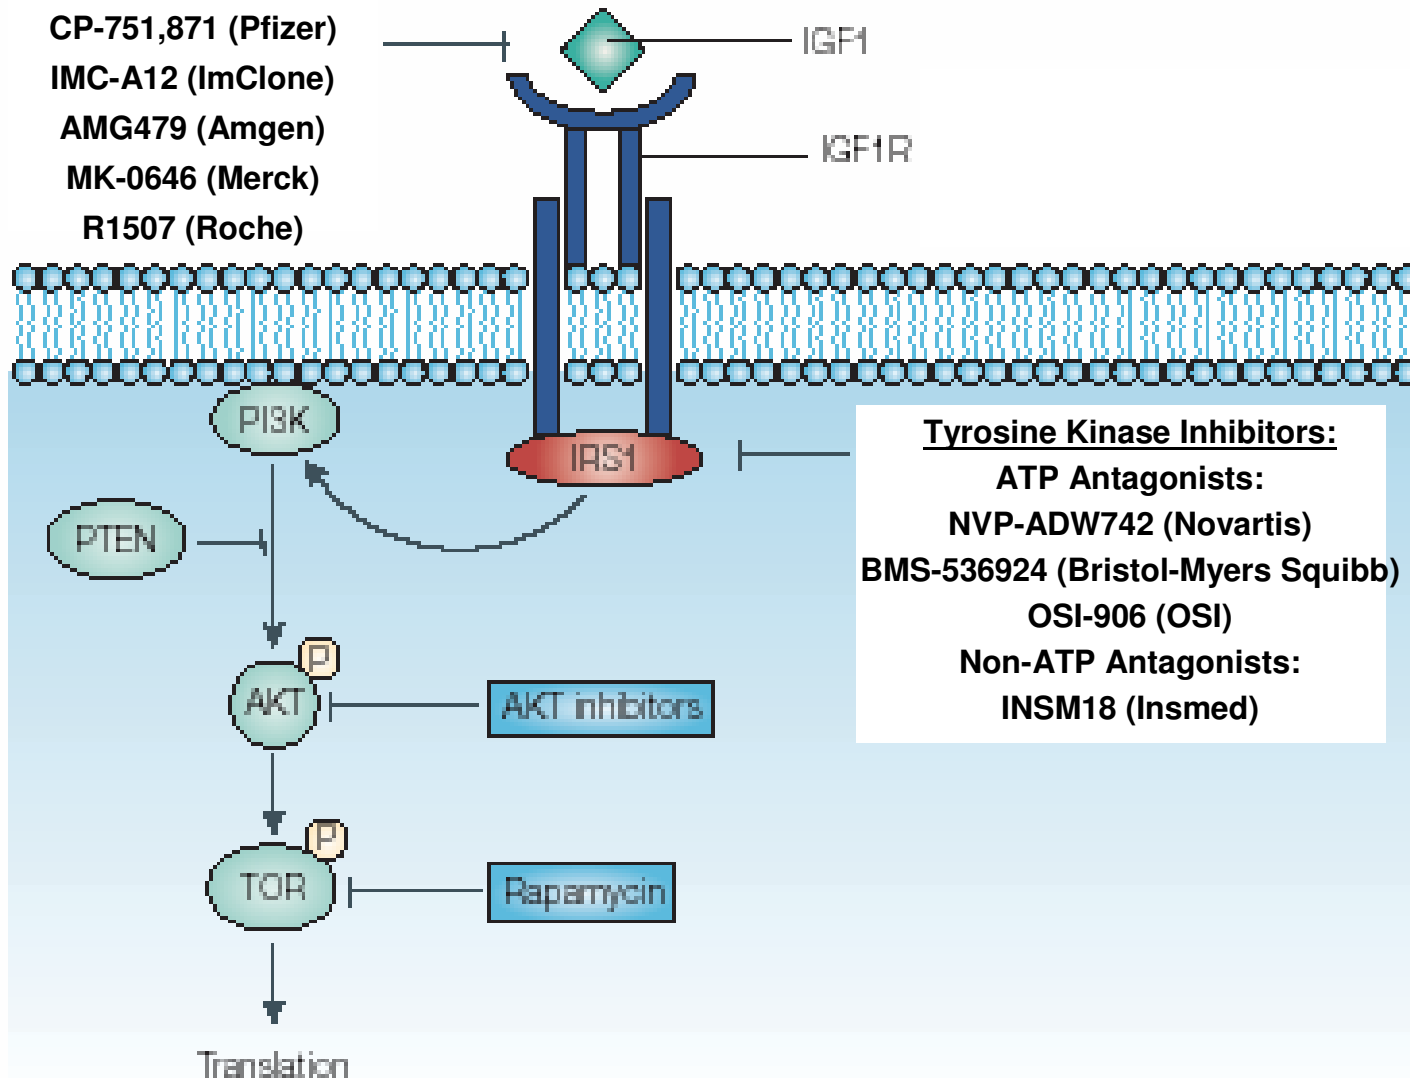 CP-751,871 (Pfizer)
IMC-A12 (ImClone)
AMG479 (Amgen)
MK-0646 (Merck)
R1507 (Roche)
IGF1
IGF1R
PI3K
IRS1
PTEN
Tyrosine Kinase Inhibitors:
ATP Antagonists:
NVP-ADW742 (Novartis)
BMS-536924 (Bristol-Myers Squibb)
OSI-906 (OSI)
Non-ATP Antagonists:
INSM18 (Insmed)
P
AKT
AKT inhibitors
P
TOR
Rapamycin
Translation